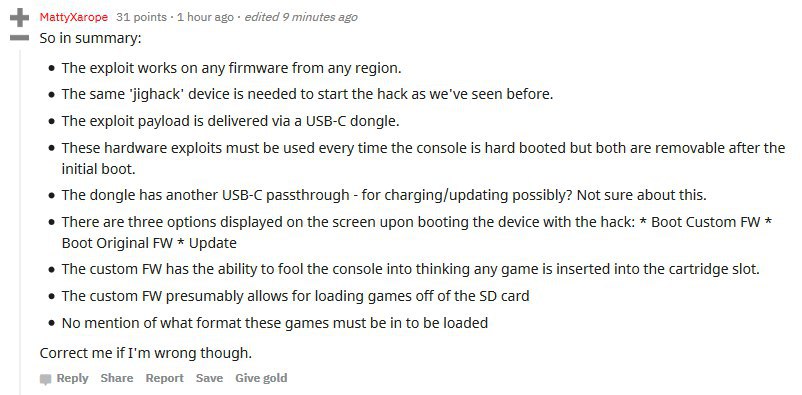 MattyXarope 31 points · 1 hour ago · edited 9 minutes ago
So in summary:
• The exploit works on any firmware from any region.
• The same 'jighack' device is needed to start the hack as we've seen before.
• The exploit payload is delivered via a USB-C dongle.
• These hardware exploits must be used every time the console is hard booted but both are removable after the
initial boot.
• The dongle has another USB-C passthrough - for charging/updating possibly? Not sure about this.
• There are three options displayed on the screen upon booting the device with the hack: * Boot Custom FW *
Boot Original FW * Update
• The custom FW has the ability to fool the console into thinking any game is inserted into the cartridge slot.
• The custom FW presumably allows for loading games off of the SD card
• No mention of what format these games must be in to be loaded
Correct me if I'm wrong though.
Reply Share Report Save Give gold